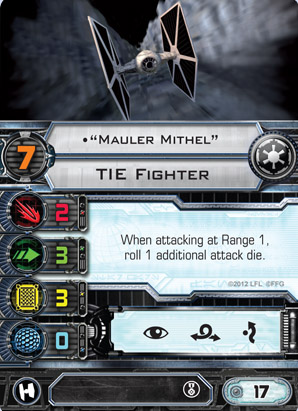 •“Mauler Mithel”
7
TIE Fighter
2
3
When attacking at Range 1,
roll 1 additional attack die.
©2012 LFL ©FFG
3
0
17